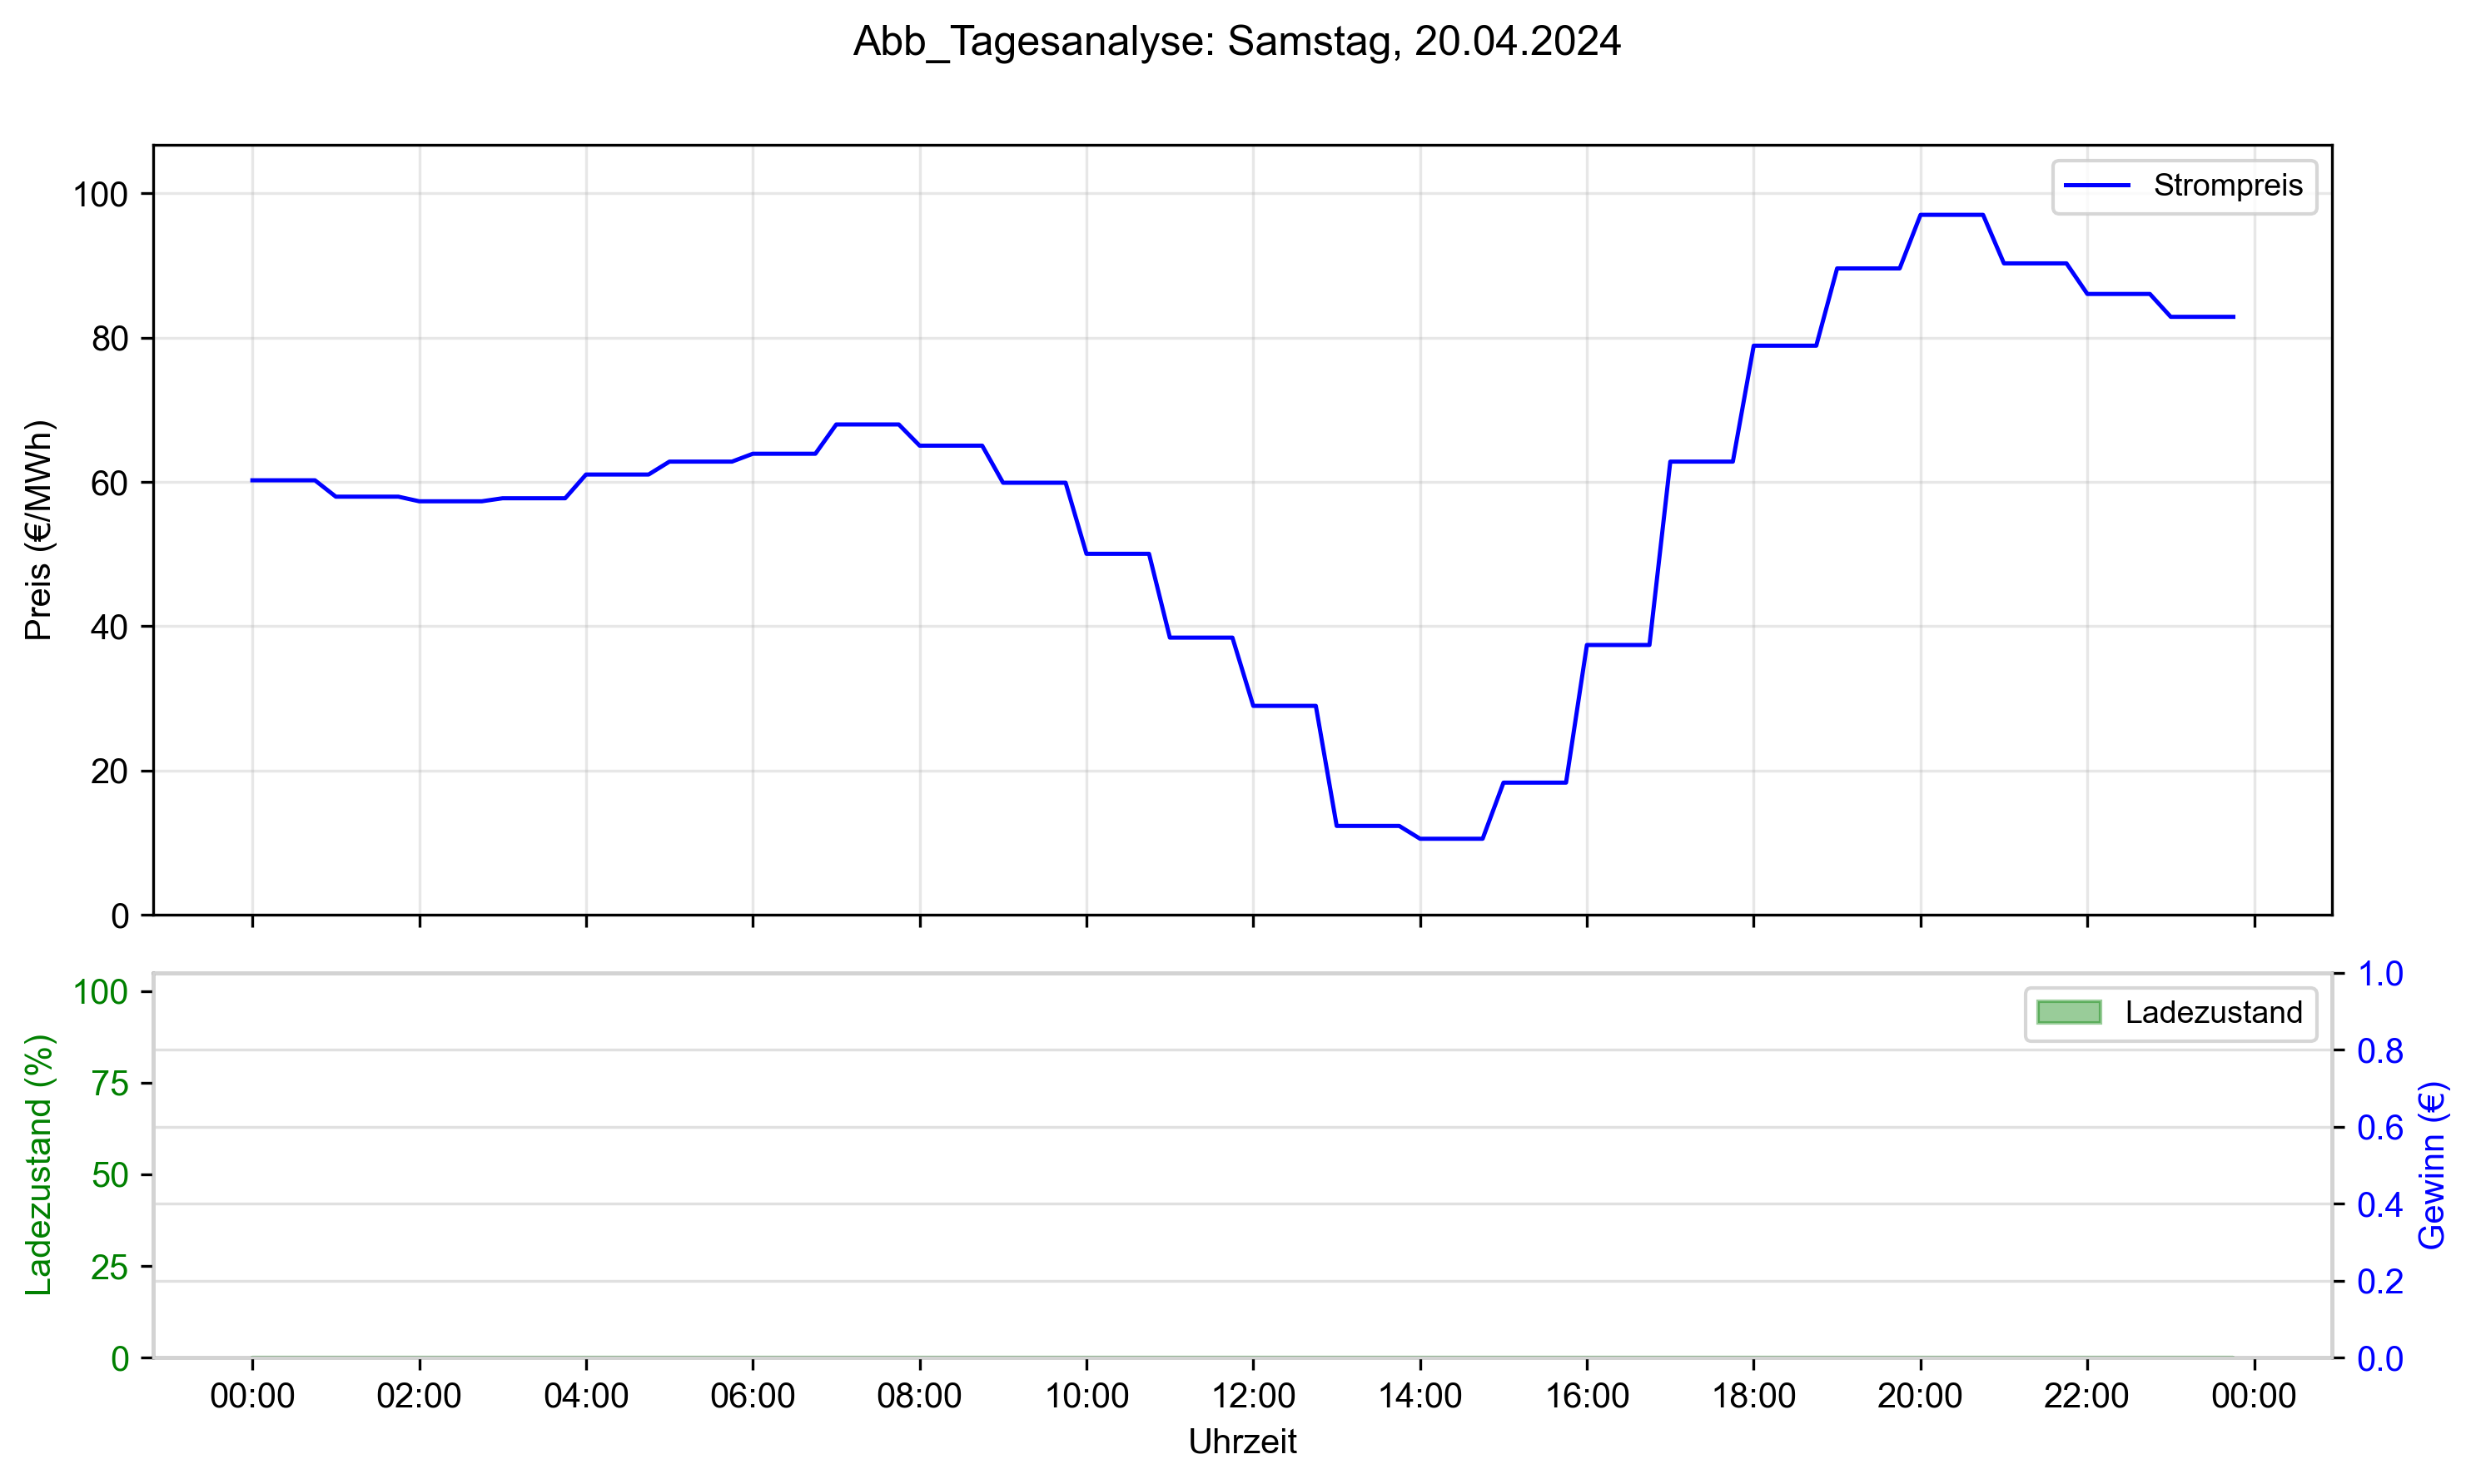 Abb_Tagesanalyse: Samstag, 20.04.2024
Preis (€/MWh)
100
80
60
40
20
0
Strompreis
Ladezustand (%)
100
75
50
25
0
Ladezustand
1.0
0.8
0.6
0.4
0.2
0.0
Gewinn (€)
00:00 02:00 04:00 06:00 08:00 10:00 12:00 14:00 16:00 18:00 20:00 22:00 00:00
Uhrzeit